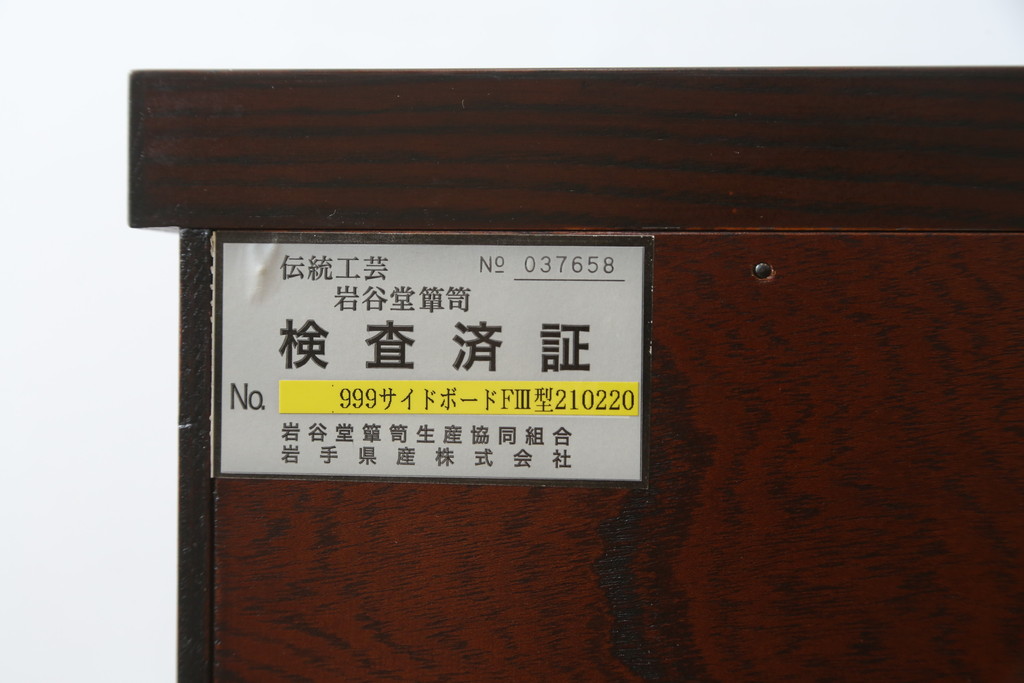 伝統工芸 № 037658
岩谷堂簞笥
検査済証
No. 999サイドボードFⅢ型210220
岩谷堂簞笥生産協同組合
岩手県産株式会社